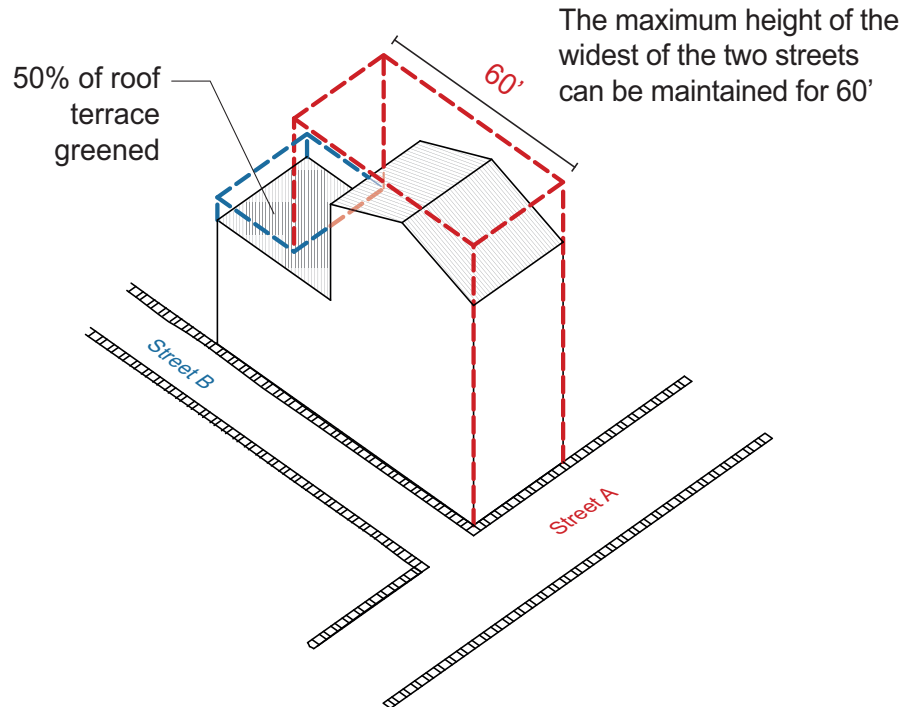 The maximum height of the
widest of the two streets
can be maintained for 60’
60’
50% of roof
terrace
greened
Street B
Street A